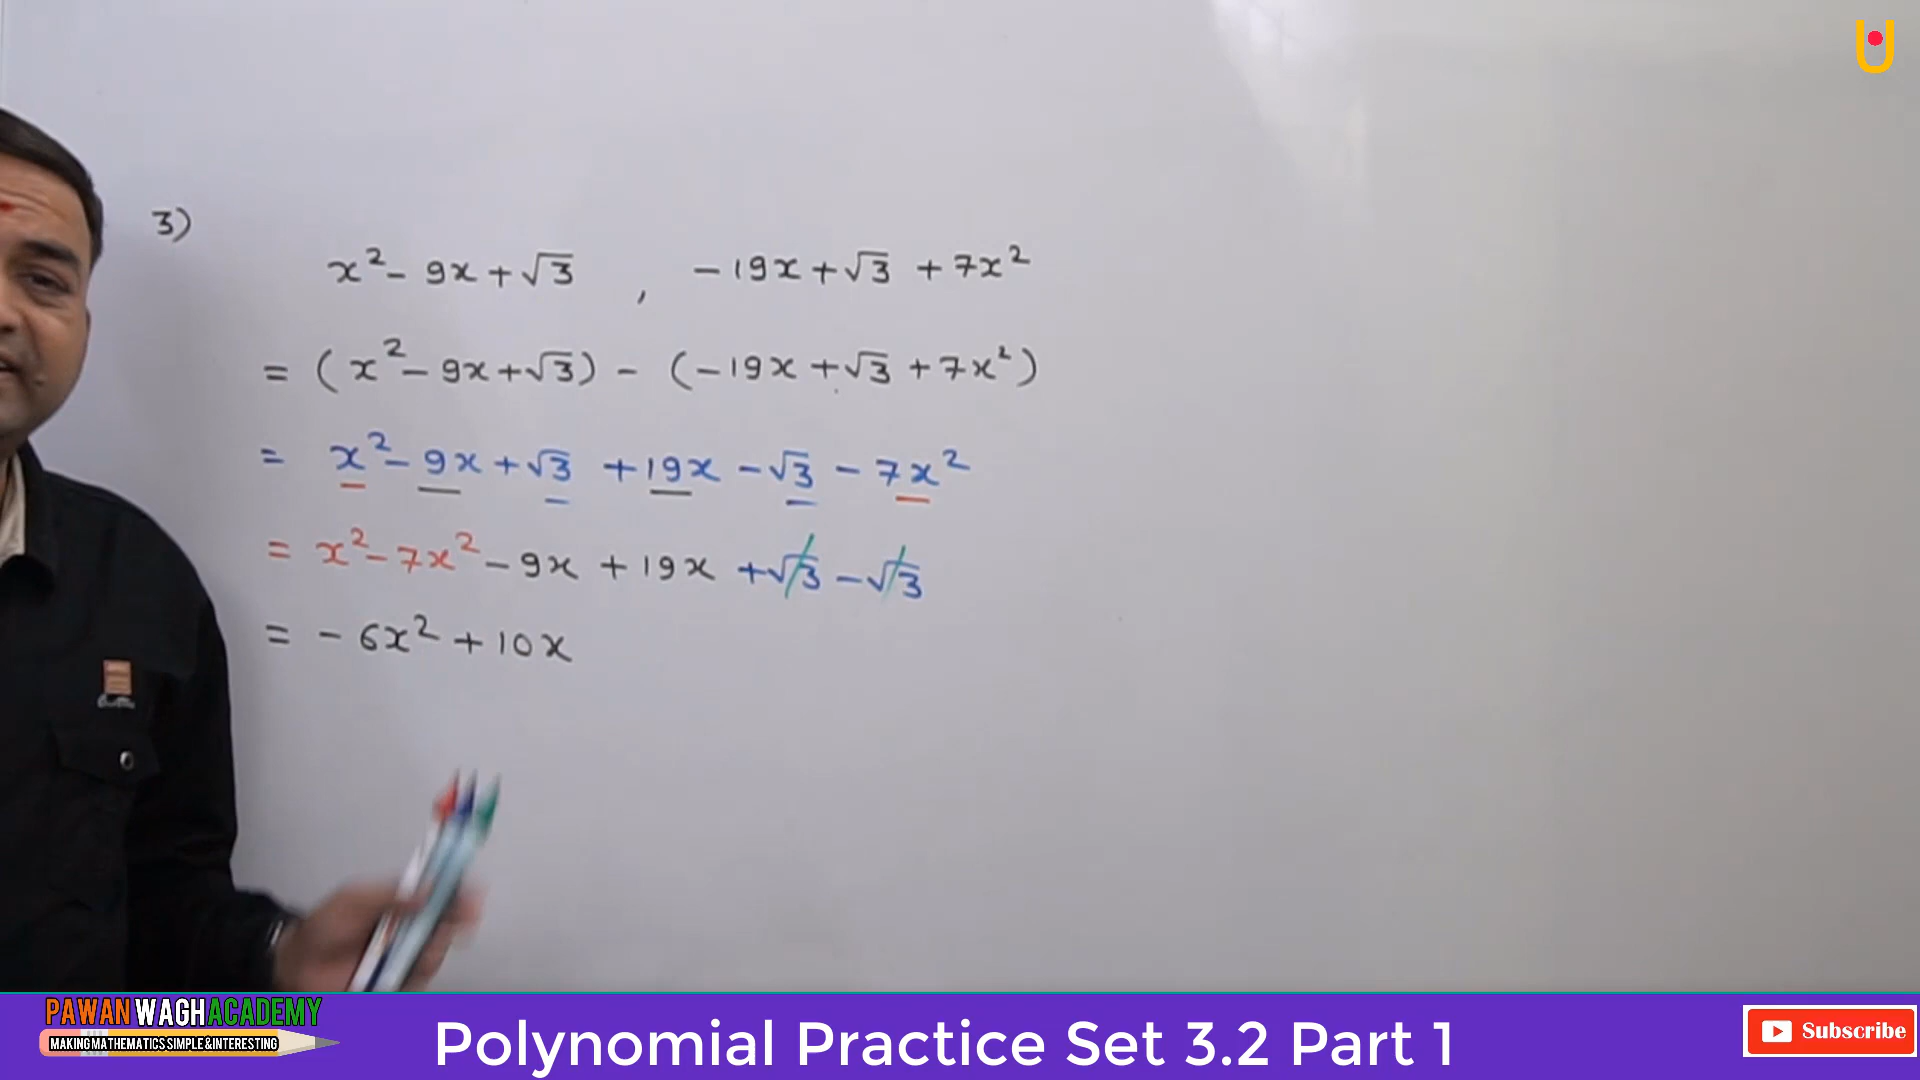 3)
x² - 9x + √3 , - 19x + √3 + 7x²
= (x² - 9x + √3) - (-19x + √3 + 7x²)
= x² - 9x + √3 + 19x - √3 - 7x²
= x² - 7x² - 9x + 19x + √3 - √3
= - 6x² + 10x
PAWAN WAGH ACADEMY
MAKING MATHEMATICS SIMPLE & INTERESTING
Polynomial Practice Set 3.2 Part 1
Subscribe